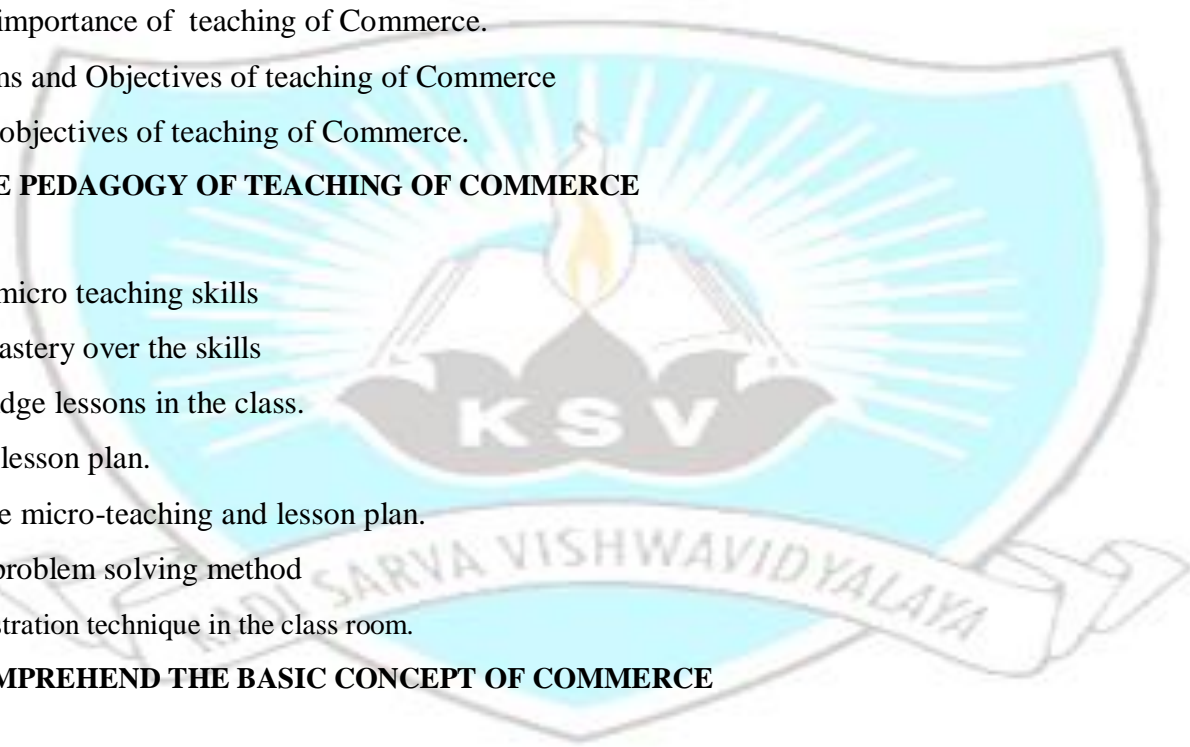 importance of teaching of Commerce.
ns and Objectives of teaching of Commerce
objectives of teaching of Commerce.
E PEDAGOGY OF TEACHING OF COMMERCE
micro teaching skills
astery over the skills
dge lessons in the class.
lesson plan.
e micro-teaching and lesson plan.
problem solving method
stration technique in the class room.
MPREHEND THE BASIC CONCEPT OF COMMERCE
KSV
KADI SARVA VISHWAVIDYALAYA